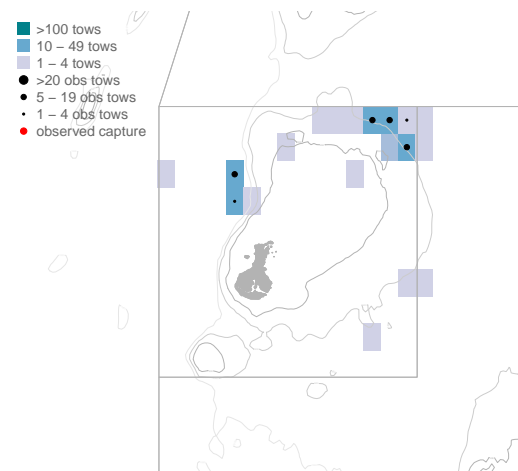 >100 tows
10 – 49 tows
1 – 4 tows
>20 obs tows
5 – 19 obs tows
1 – 4 obs tows
observed capture